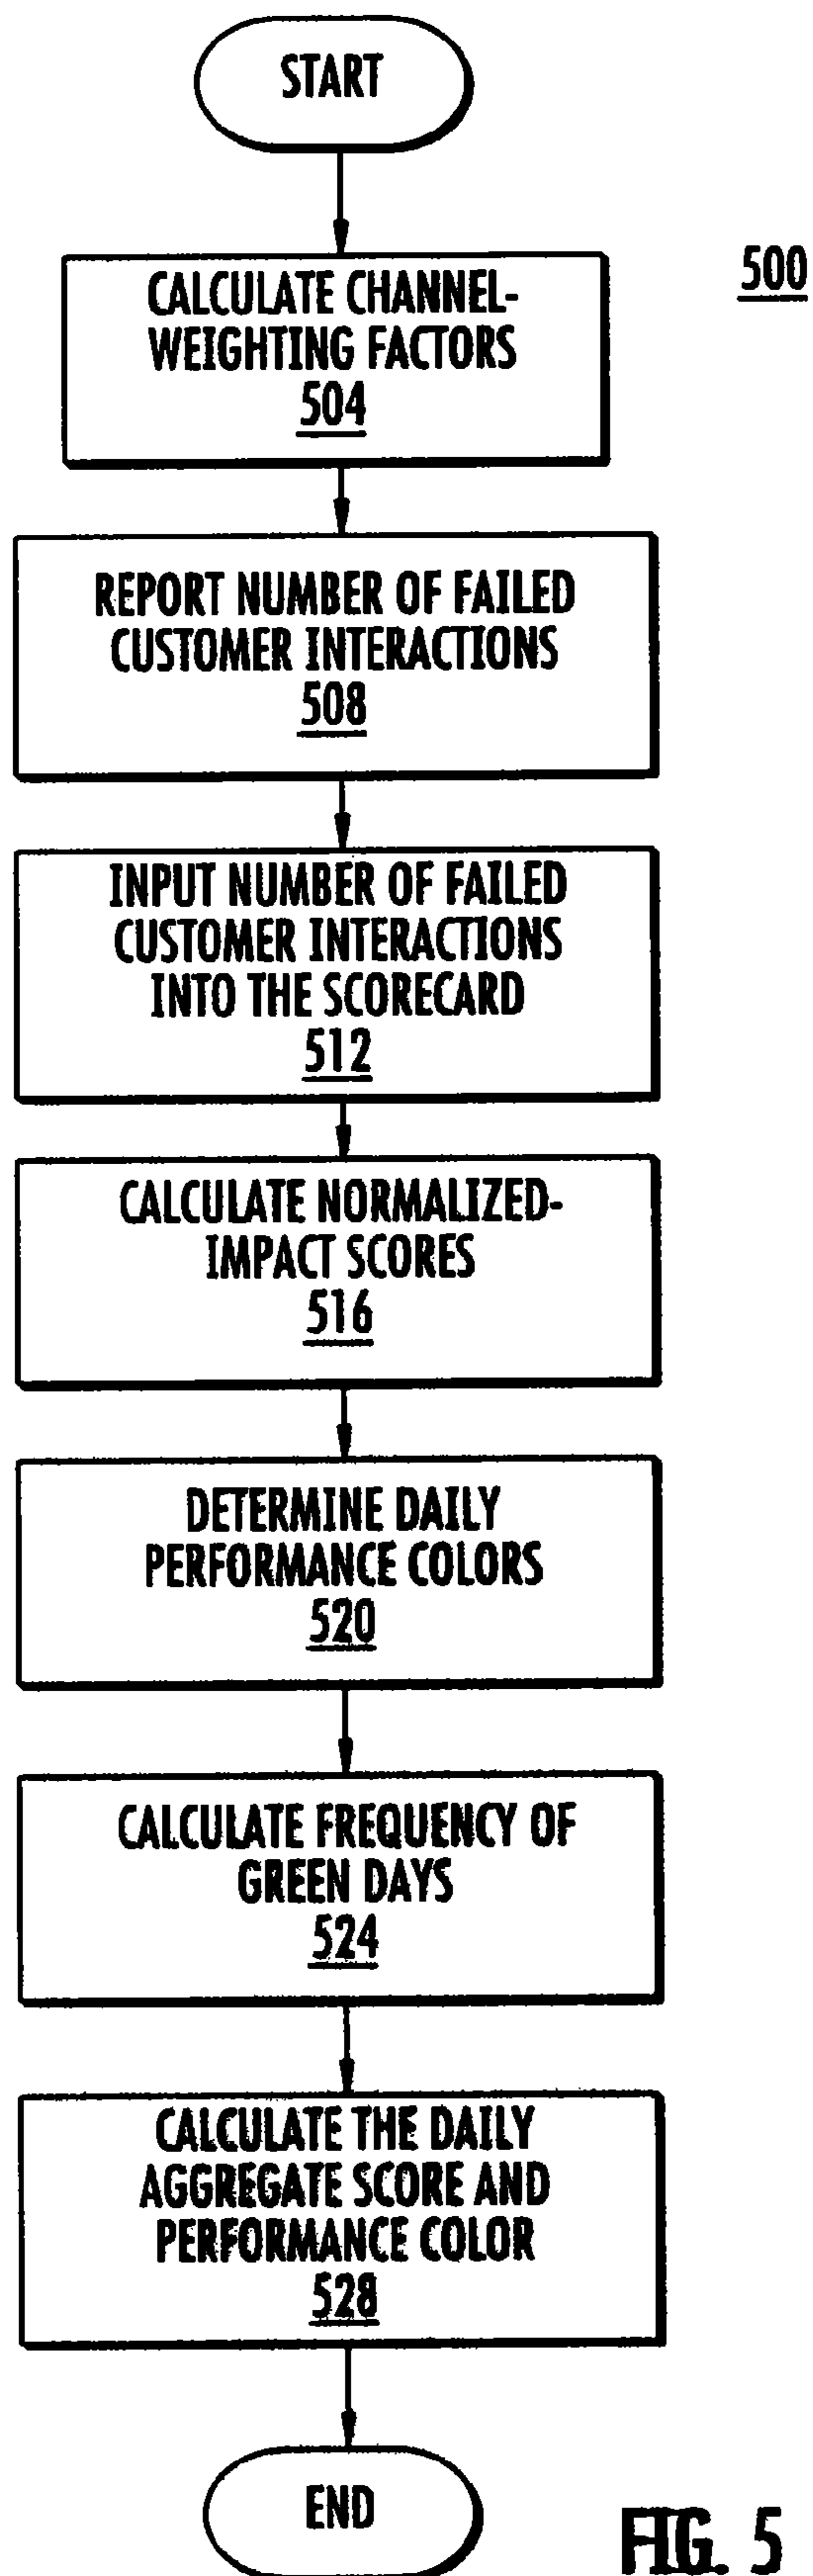 START
500
CALCULATE CHANNEL-
WEIGHTING FACTORS
504
REPORT NUMBER OF FAILED
CUSTOMER INTERACTIONS
508
INPUT NUMBER OF FAILED
CUSTOMER INTERACTIONS
INTO THE SCORECARD
512
CALCULATE NORMALIZED-
IMPACT SCORES
516
DETERMINE DAILY
PERFORMANCE COLORS
520
CALCULATE FREQUENCY OF
GREEN DAYS
524
CALCULATE THE DAILY
AGGREGATE SCORE AND
PERFORMANCE COLOR
528
END
FIG. 5